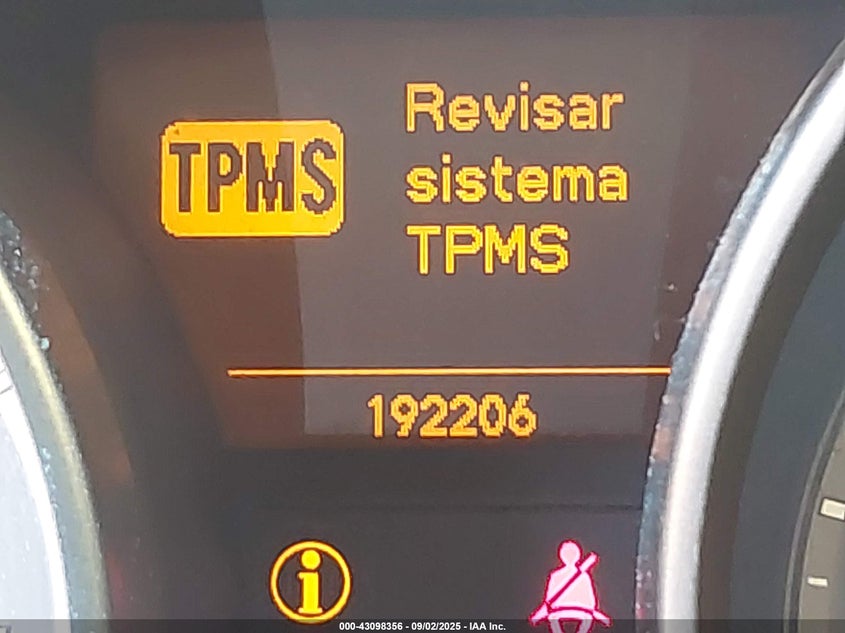 TPMS
Revisar
sistema
TPMS
192206
000-43098356 - 09/02/2025 - IAA Inc.